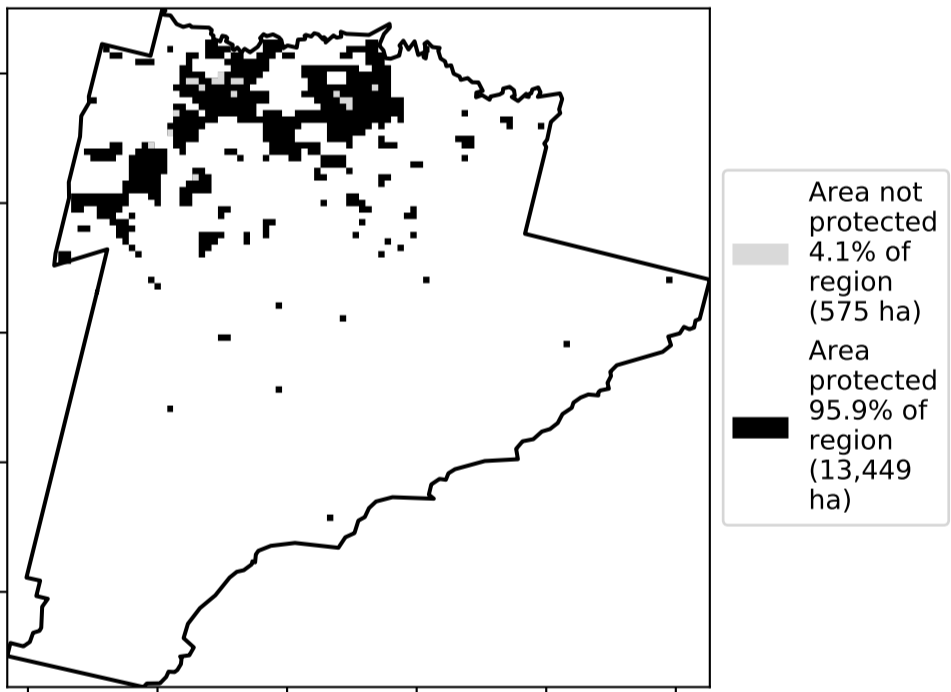 Area not
protected
4.1% of
region
(575 ha)
Area
protected
95.9% of
region
(13,449
ha)